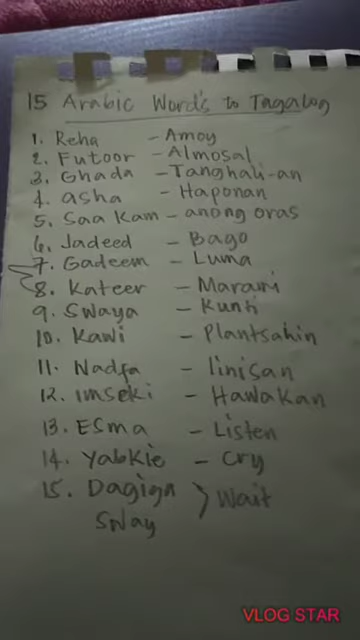 15 Arabic Words to Tagalog
1. Reha - Amoy
2. Futoor - Almosal
3. Ghada - Tanghali-an
4. asha - Haponan
5. Saa Kam - anong oras
6. Jadeed - Bago
7. Gadeem - Luma
8. Kateer - Marami
9. Swaya - Kunti
10. Kawi - Plantsahin
11. Nadfa - linisan
12. imseki - Hawakan
13. ESma - Listen
14. Yabkie - Cry
15. Dagiga } Wait
Sway
VLOG STAR